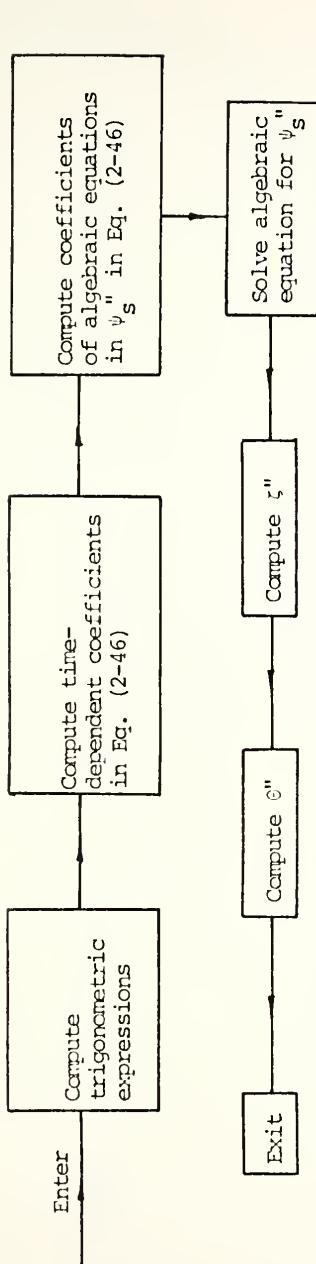 Enter
Compute
trigonometric
expressions
Compute time-
dependent coefficients
in Eq. (2-46)
Compute coefficients
of algebraic equations
in ψs" in Eq. (2-46)
Solve algebraic
equation for ψs"
Compute ζ"
Compute Θ"
Exit